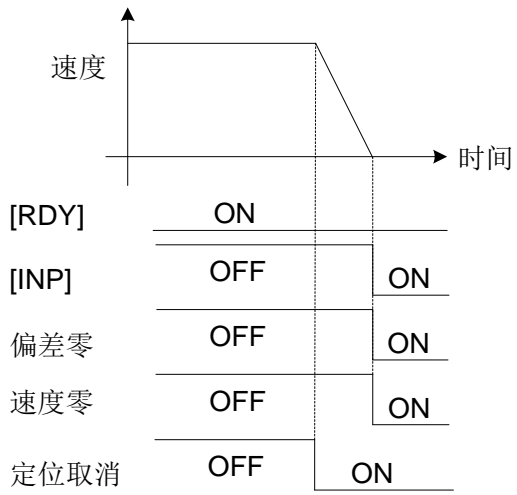 速度
时间
[RDY] ON
[INP] OFF ON
偏差零 OFF ON
速度零 OFF ON
定位取消 OFF ON